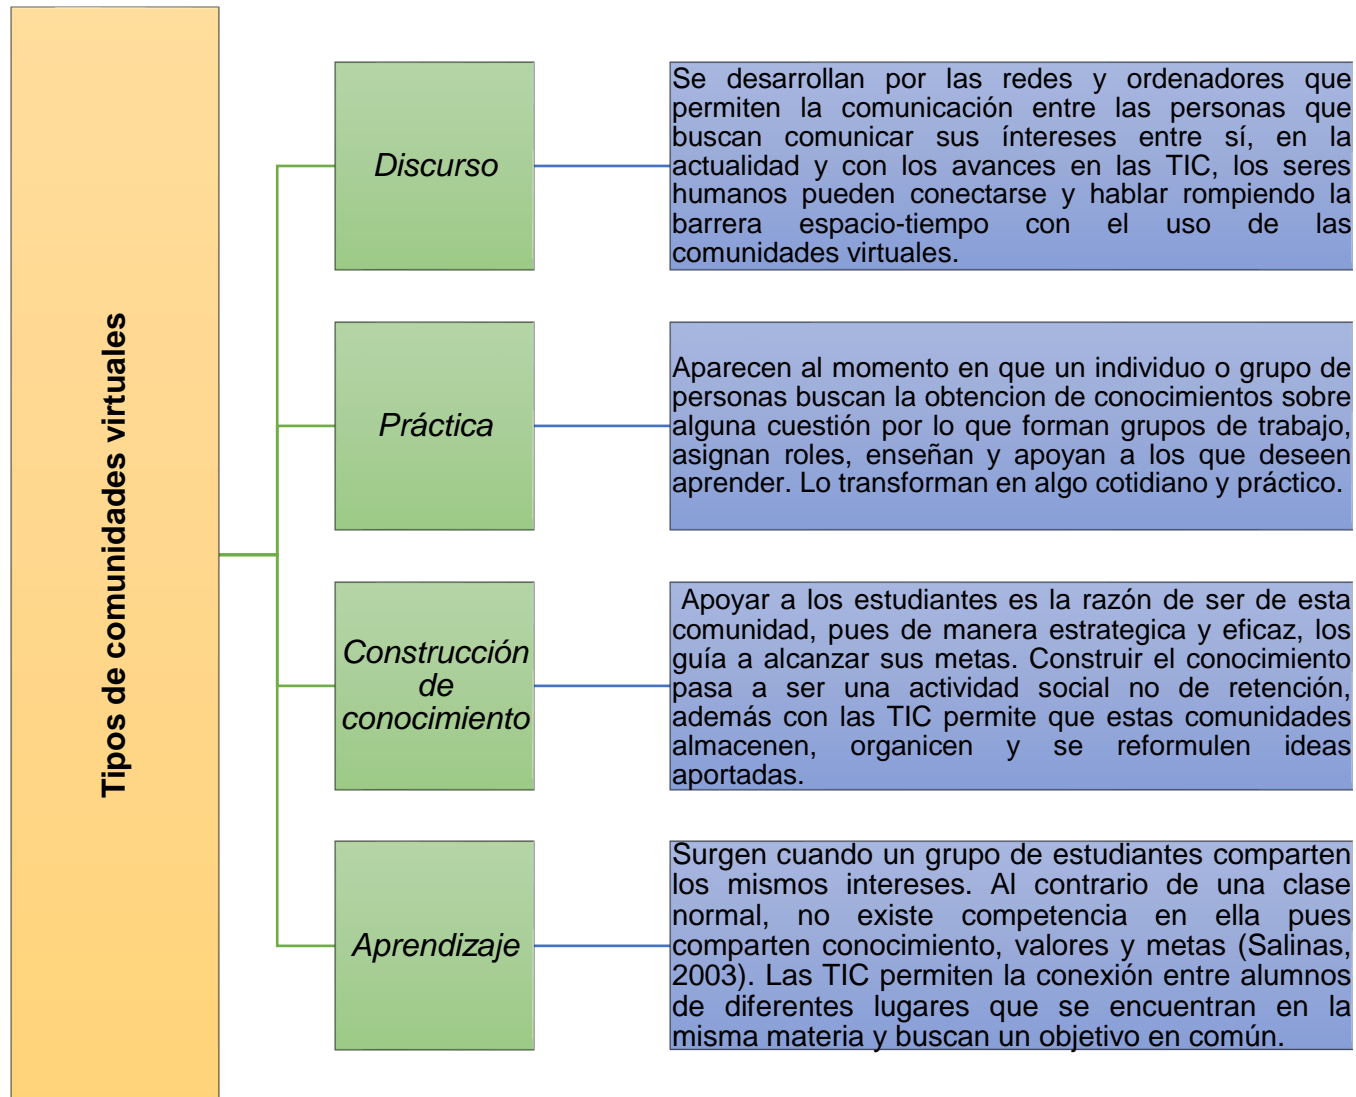 Tipos de comunidades virtuales
Discurso
Se desarrollan por las redes y ordenadores que
permiten la comunicación entre las personas que
buscan comunicar sus íntereses entre sí, en la
actualidad y con los avances en las TIC, los seres
humanos pueden conectarse y hablar rompiendo la
barrera espacio-tiempo con el uso de las
comunidades virtuales.
Práctica
Aparecen al momento en que un individuo o grupo de
personas buscan la obtencion de conocimientos sobre
alguna cuestión por lo que forman grupos de trabajo,
asignan roles, enseñan y apoyan a los que deseen
aprender. Lo transforman en algo cotidiano y práctico.
Construcción
de
conocimiento
Apoyar a los estudiantes es la razón de ser de esta
comunidad, pues de manera estrategica y eficaz, los
guía a alcanzar sus metas. Construir el conocimiento
pasa a ser una actividad social no de retención,
además con las TIC permite que estas comunidades
almacenen, organicen y se reformulen ideas
aportadas.
Aprendizaje
Surgen cuando un grupo de estudiantes comparten
los mismos intereses. Al contrario de una clase
normal, no existe competencia en ella pues
comparten conocimiento, valores y metas (Salinas,
2003). Las TIC permiten la conexión entre alumnos
de diferentes lugares que se encuentran en la
misma materia y buscan un objetivo en común.